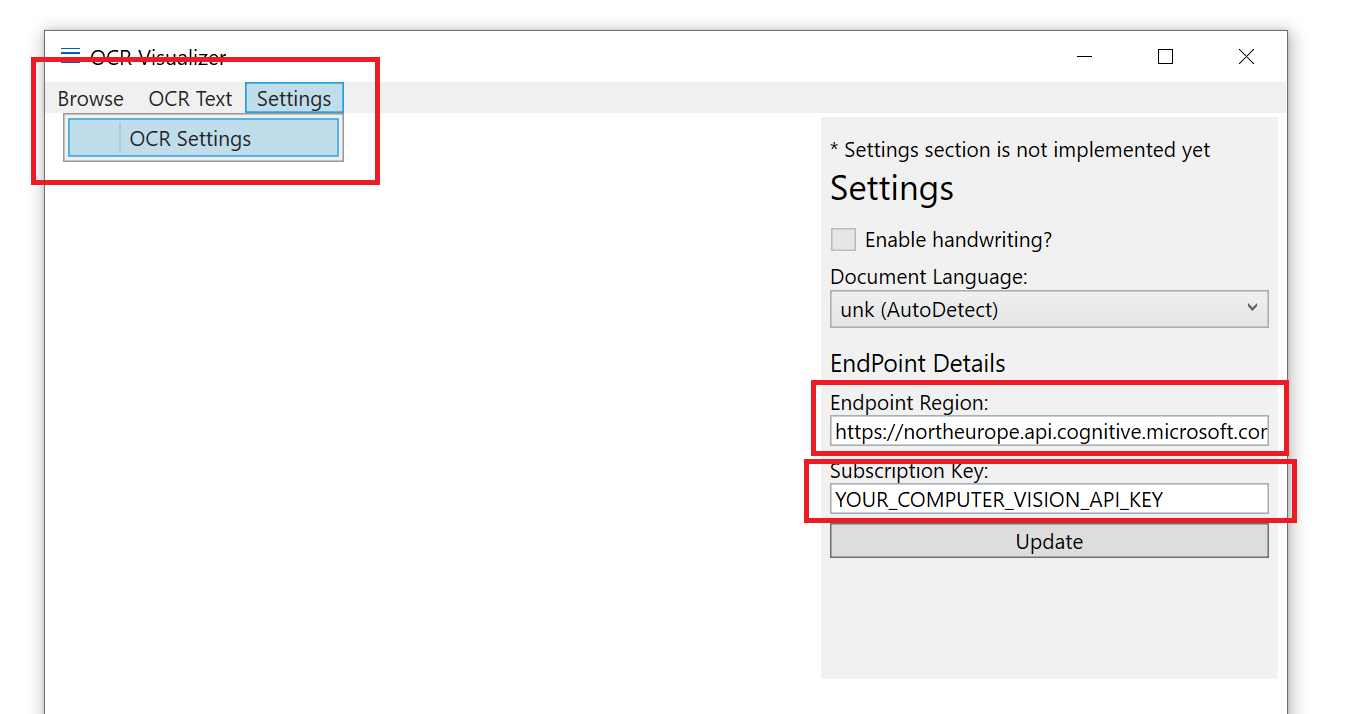 OCR Visualizer
Browse OCR Text Settings
OCR Settings
* Settings section is not implemented yet
Settings
Enable handwriting?
Document Language:
unk (AutoDetect)
EndPoint Details
Endpoint Region:
https://northeurope.api.cognitive.microsoft.cor
Subscription Key:
YOUR_COMPUTER_VISION_API_KEY
Update